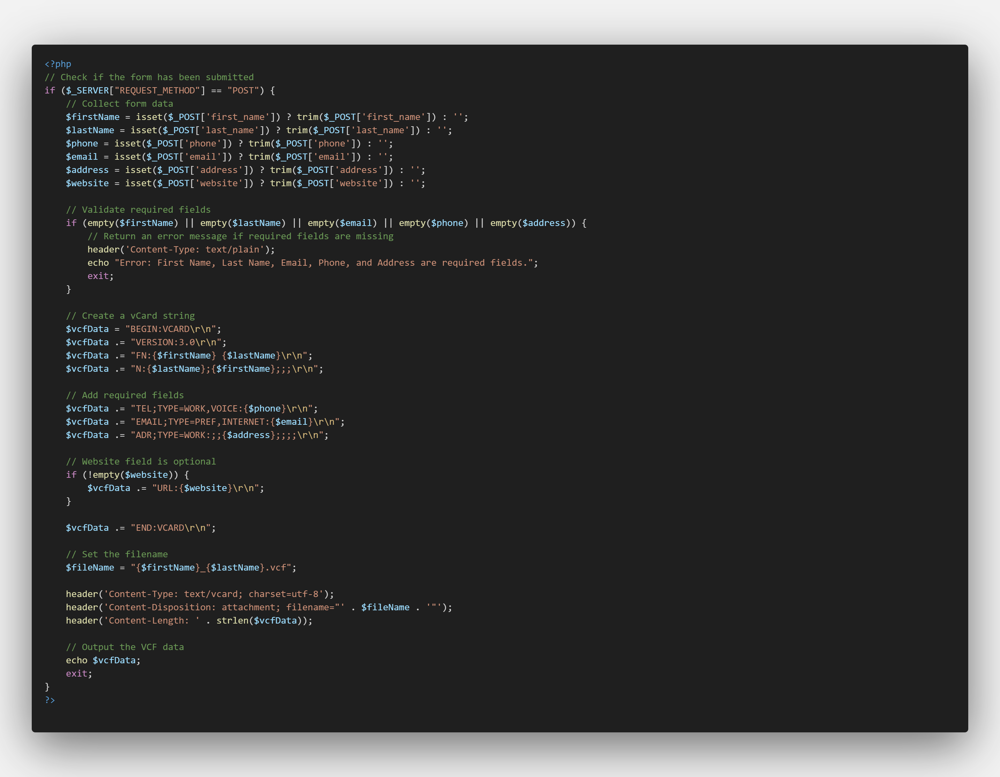 <?php
// Check if the form has been submitted
if ($_SERVER["REQUEST_METHOD"] == "POST") {
    // Collect form data
    $firstName = isset($_POST['first_name']) ? trim($_POST['first_name']) : '';
    $lastName = isset($_POST['last_name']) ? trim($_POST['last_name']) : '';
    $phone = isset($_POST['phone']) ? trim($_POST['phone']) : '';
    $email = isset($_POST['email']) ? trim($_POST['email']) : '';
    $address = isset($_POST['address']) ? trim($_POST['address']) : '';
    $website = isset($_POST['website']) ? trim($_POST['website']) : '';

    // Validate required fields
    if (empty($firstName) || empty($lastName) || empty($email) || empty($phone) || empty($address)) {
        // Return an error message if required fields are missing
        header('Content-Type: text/plain');
        echo "Error: First Name, Last Name, Email, Phone, and Address are required fields.";
        exit;
    }

    // Create a vCard string
    $vcfData = "BEGIN:VCARD\r\n";
    $vcfData .= "VERSION:3.0\r\n";
    $vcfData .= "FN:{$firstName} {$lastName}\r\n";
    $vcfData .= "N:{$lastName};{$firstName};;;\r\n";

    // Add required fields
    $vcfData .= "TEL;TYPE=WORK,VOICE:{$phone}\r\n";
    $vcfData .= "EMAIL;TYPE=PREF,INTERNET:{$email}\r\n";
    $vcfData .= "ADR;TYPE=WORK:;;{$address};;;;\r\n";

    // Website field is optional
    if (!empty($website)) {
        $vcfData .= "URL:{$website}\r\n";
    }

    $vcfData .= "END:VCARD\r\n";

    // Set the filename
    $fileName = "{$firstName}_{$lastName}.vcf";

    header('Content-Type: text/vcard; charset=utf-8');
    header('Content-Disposition: attachment; filename="' . $fileName . '"');
    header('Content-Length: ' . strlen($vcfData));

    // Output the VCF data
    echo $vcfData;
    exit;
}
?>